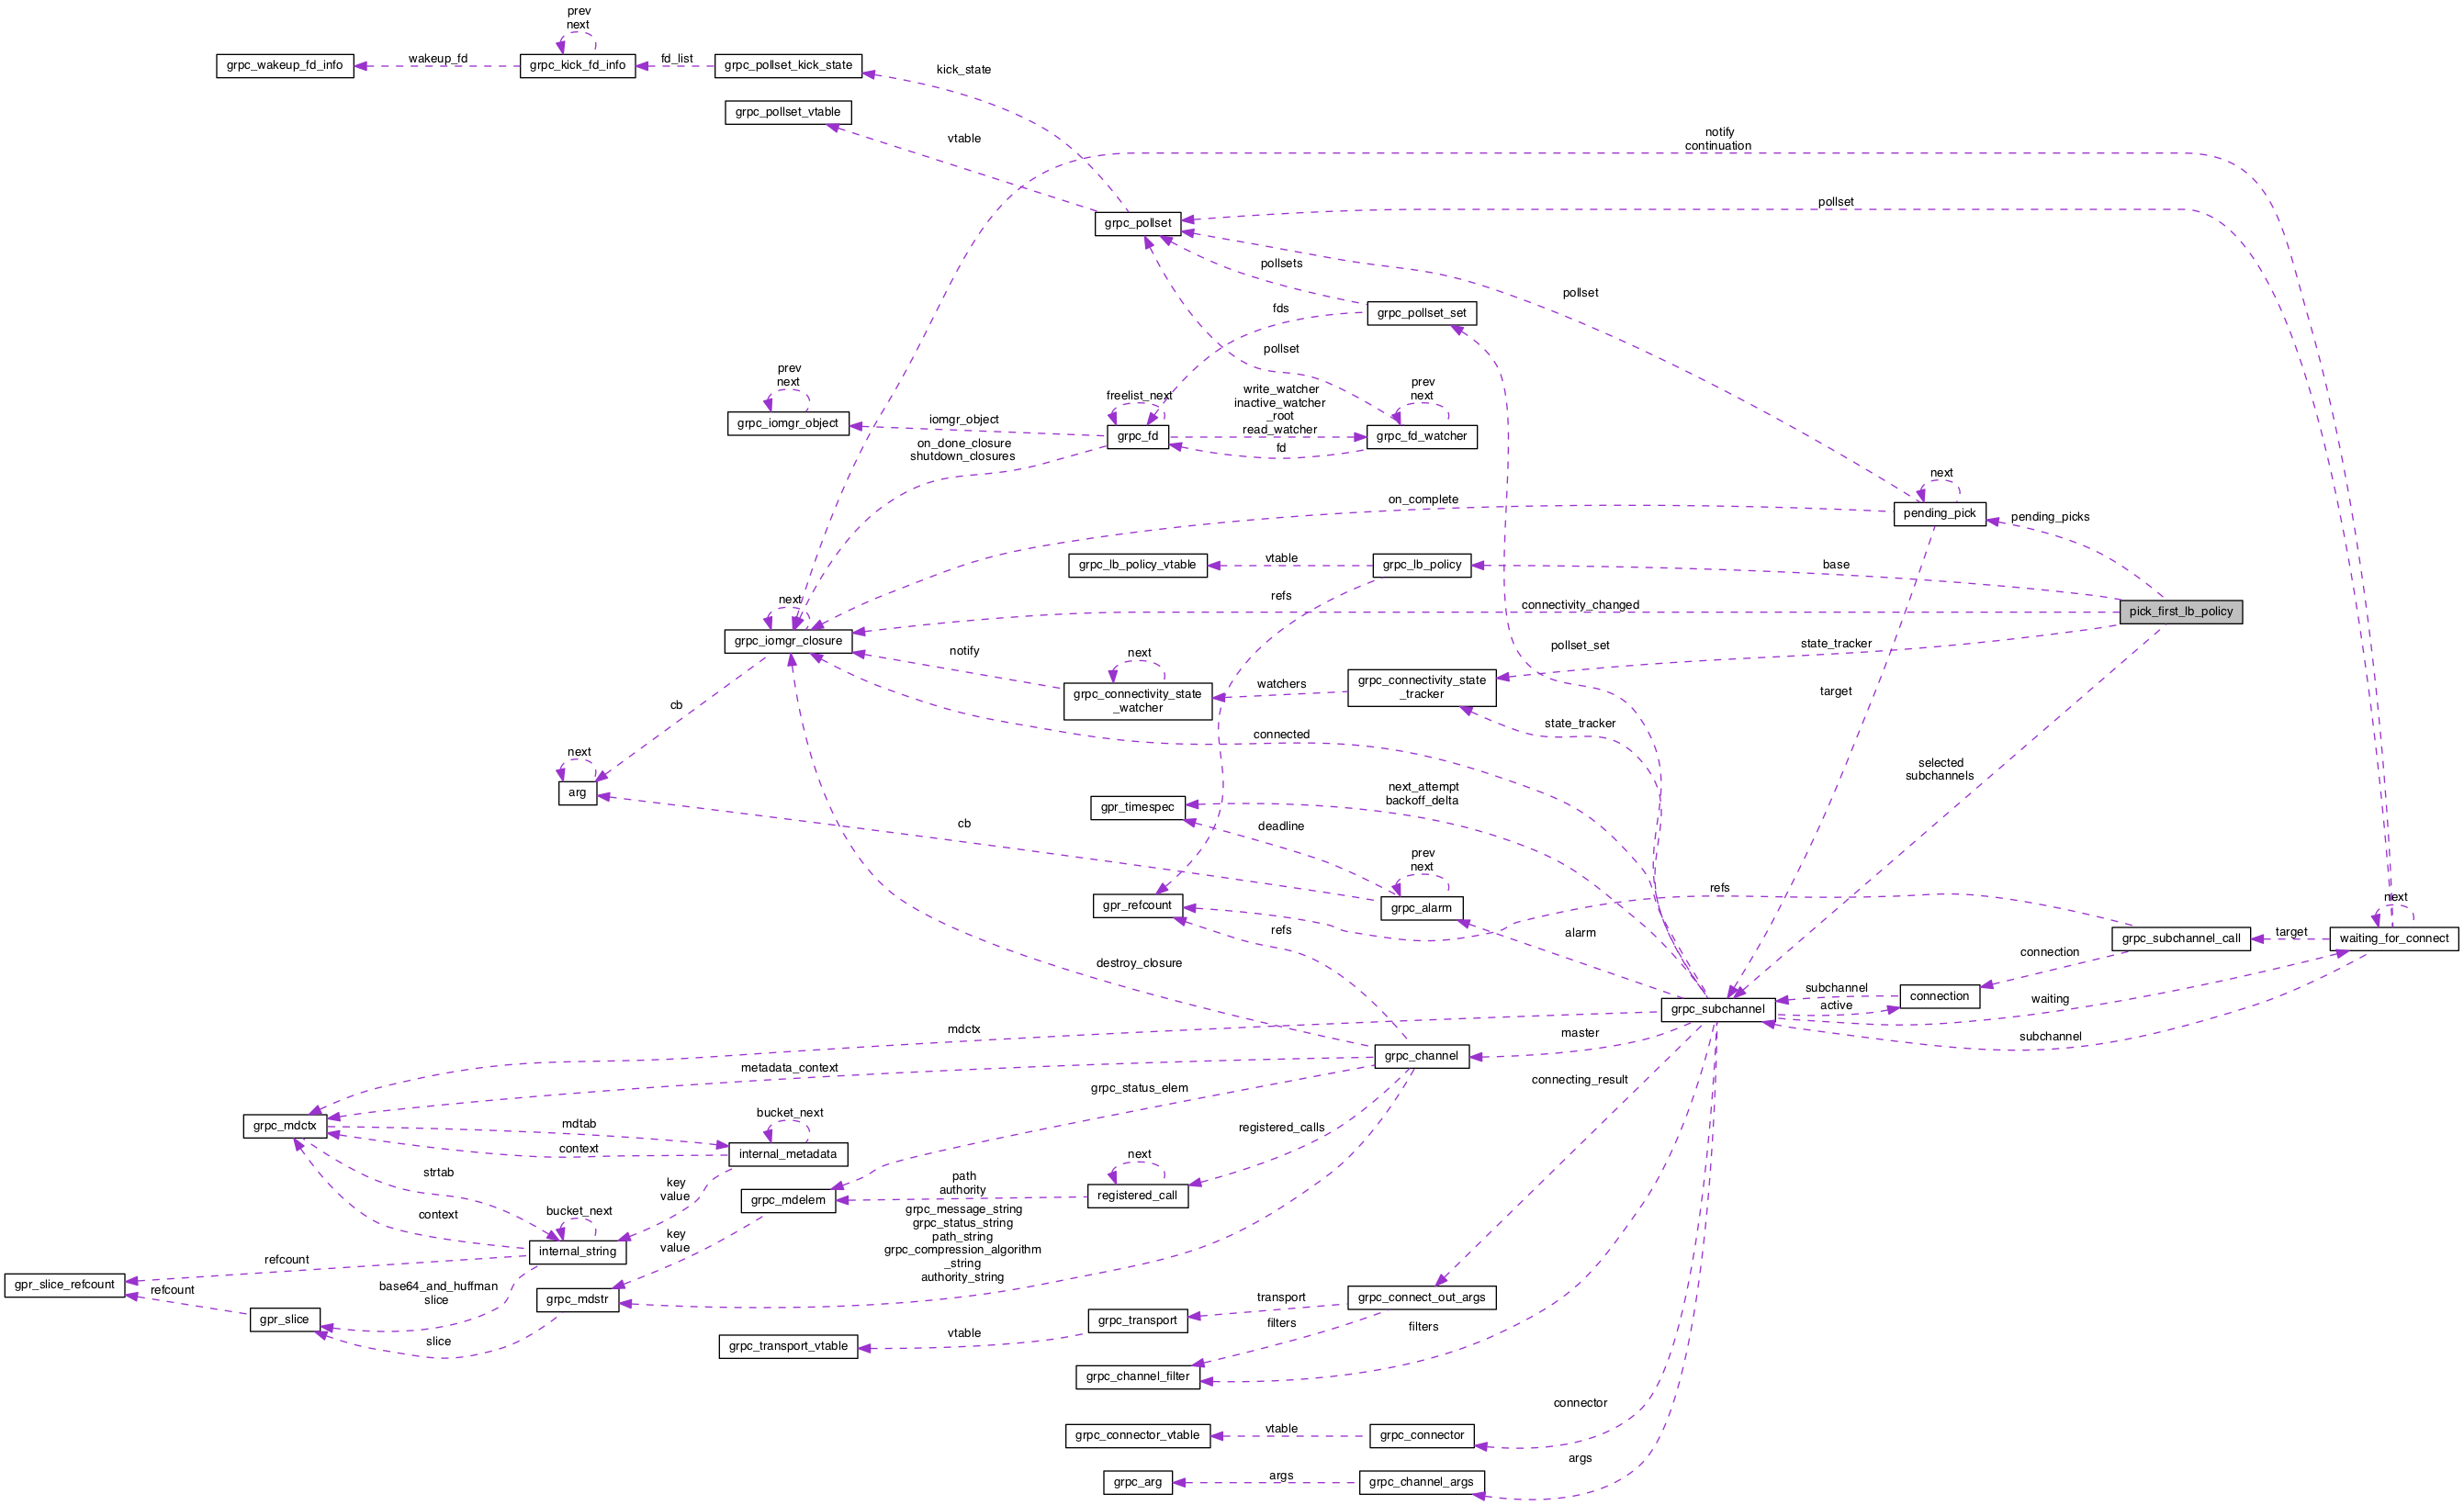 prev
next
grpc_wakeup_fd_info
wakeup_fd
grpc_kick_fd_info
fd_list
grpc_pollset_kick_state
kick_state
grpc_pollset_vtable
vtable
notify
continuation
grpc_pollset
pollset
pollsets
pollset
fds
grpc_pollset_set
pollset
prev
next
grpc_iomgr_object
iomgr_object
freelist_next
grpc_fd
write_watcher
inactive_watcher
_root
read_watcher
fd
prev
next
grpc_fd_watcher
on_done_closure
shutdown_closures
on_complete
next
pending_pick
pending_picks
grpc_lb_policy_vtable
vtable
grpc_lb_policy
base
refs
connectivity_changed
pick_first_lb_policy
next
grpc_iomgr_closure
notify
next
grpc_connectivity_state
_watcher
watchers
grpc_connectivity_state
_tracker
pollset_set
state_tracker
state_tracker
target
cb
connected
next
arg
selected
subchannels
gpr_timespec
next_attempt
backoff_delta
cb
deadline
prev
next
grpc_alarm
gpr_refcount
refs
refs
alarm
next
grpc_subchannel_call
target
waiting_for_connect
destroy_closure
connection
subchannel
connection
active
waiting
grpc_subchannel
subchannel
mdctx
master
grpc_channel
metadata_context
grpc_status_elem
connecting_result
grpc_mdctx
mdtab
bucket_next
context
internal_metadata
registered_calls
next
registered_call
strtab
key
value
grpc_mdelem
path
authority
context
bucket_next
internal_string
grpc_message_string
grpc_status_string
path_string
grpc_compression_algorithm
_string
authority_string
key
value
refcount
gpr_slice_refcount
refcount
base64_and_huffman
slice
grpc_mdstr
gpr_slice
slice
grpc_connect_out_args
transport
grpc_transport
filters
filters
vtable
grpc_transport_vtable
grpc_channel_filter
connector
grpc_connector_vtable
vtable
grpc_connector
args
grpc_arg
args
grpc_channel_args